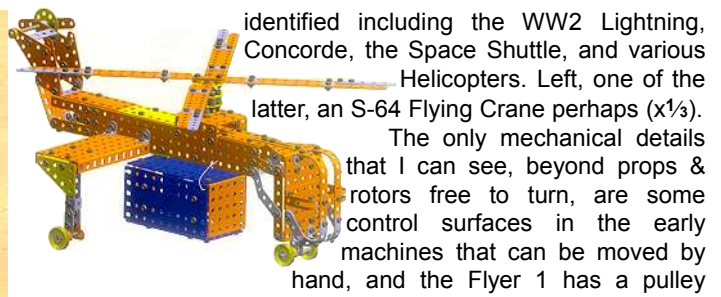 identified including the WW2 Lightning,
Concorde, the Space Shuttle, and various
Helicopters. Left, one of the
latter, an S-64 Flying Crane perhaps (x⅓).
The only mechanical details
that I can see, beyond props &
rotors free to turn, are some
control surfaces in the early
machines that can be moved by
hand, and the Flyer 1 has a pulley